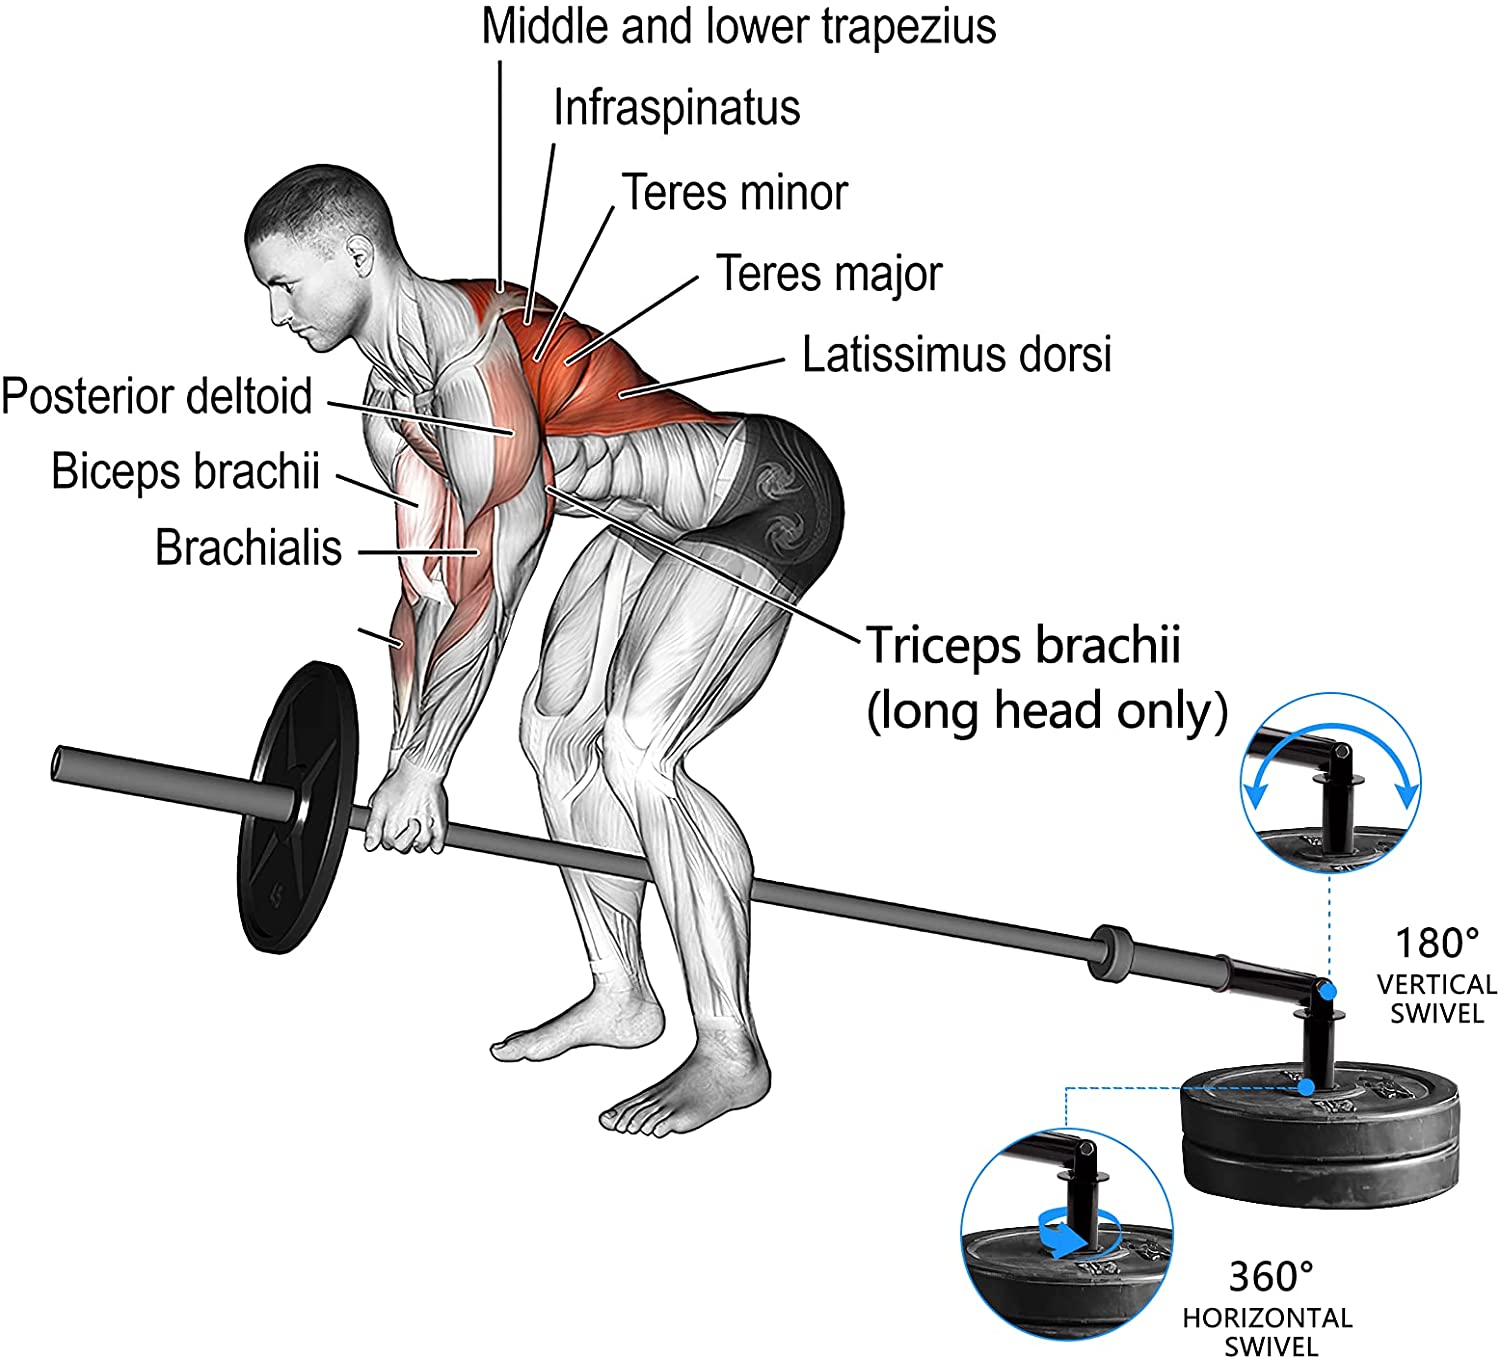 Middle and lower trapezius
Infraspinatus
Teres minor
Teres major
Latissimus dorsi
Posterior deltoid
Biceps brachii
Brachialis
Triceps brachii
(long head only)
180°
VERTICAL
SWIVEL
360°
HORIZONTAL
SWIVEL